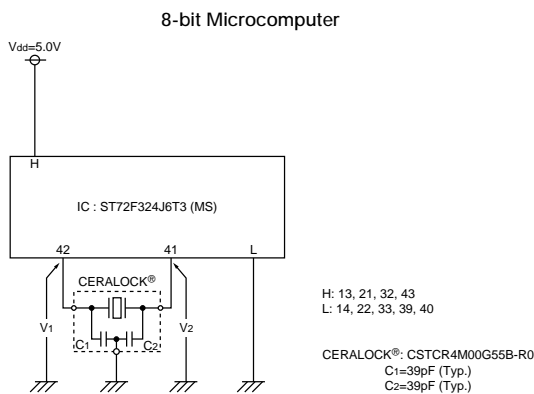 8-bit Microcomputer
Vdd=5.0V
H
IC : ST72F324J6T3 (MS)
42 41 L
CERALOCK®
V1 V2
C1 C2
H: 13, 21, 32, 43
L: 14, 22, 33, 39, 40
CERALOCK®: CSTCR4M00G55B-R0
C1=39pF (Typ.)
C2=39pF (Typ.)